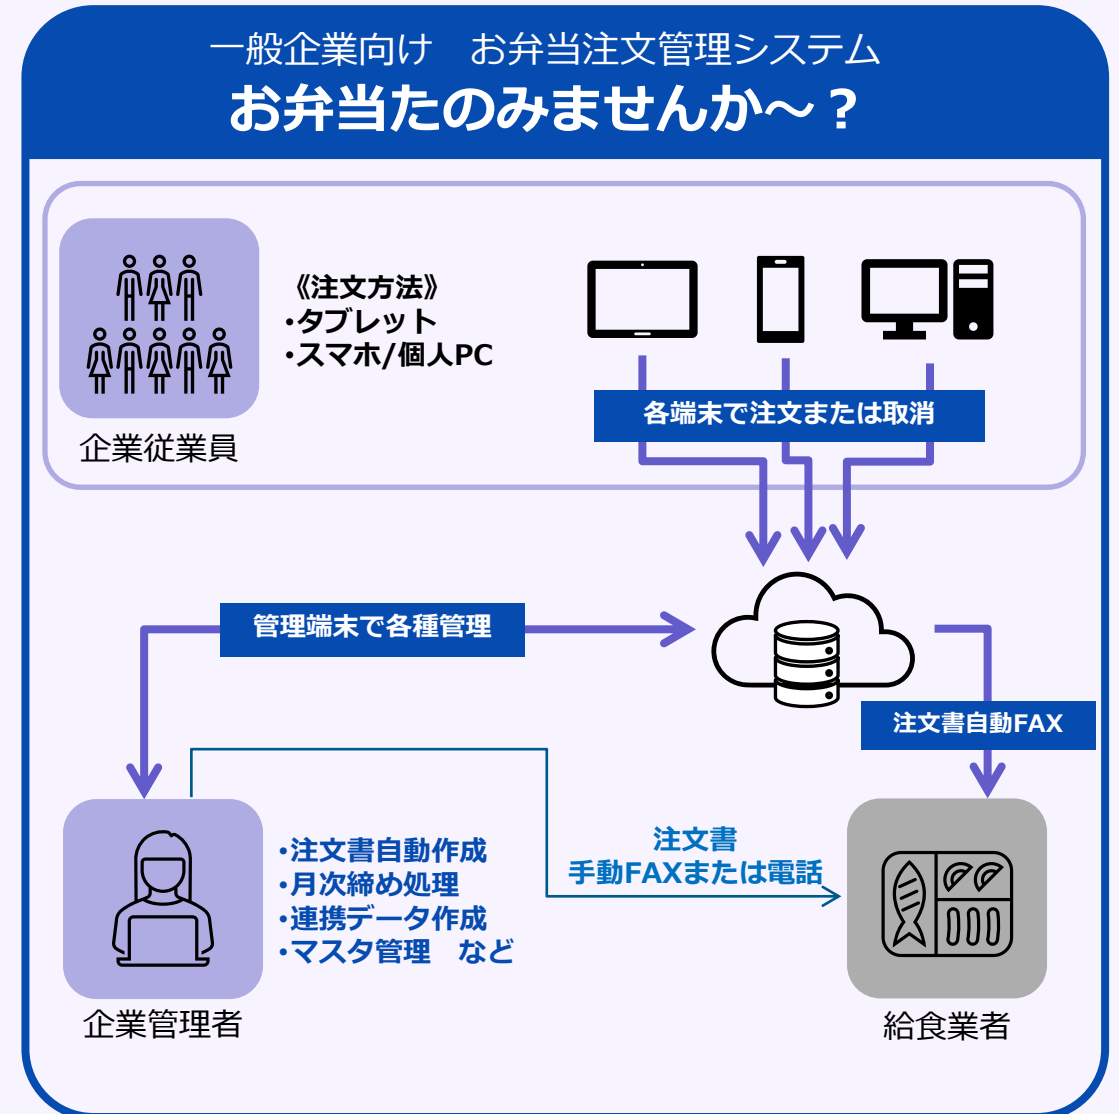 一般企業向け　お弁当注文管理システム
お弁当たのみませんか～？
《注文方法》
・タブレット
・スマホ/個人PC
企業従業員
各端末で注文または取消
管理端末で各種管理
注文書自動FAX
・注文書自動作成
・月次締め処理
・連携データ作成
・マスタ管理　など
注文書
手動FAXまたは電話
企業管理者
給食業者